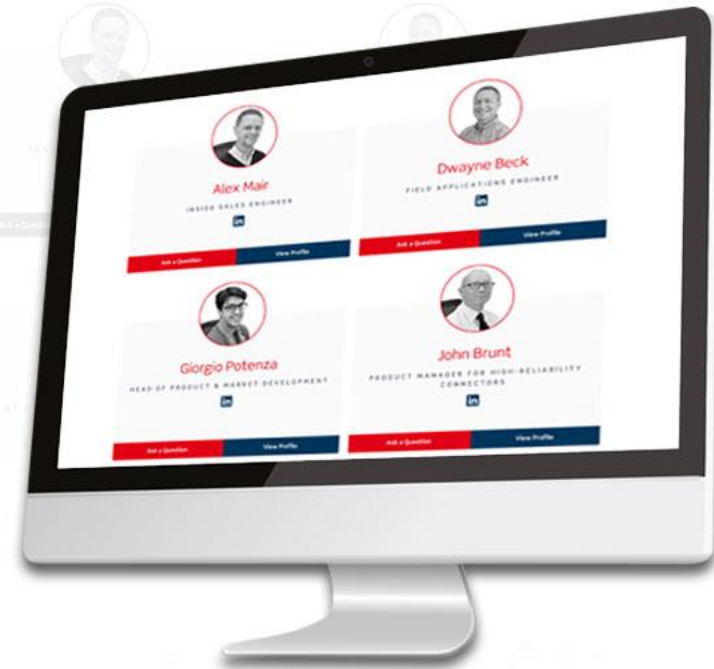 Alex Mair
INSIDE SALES ENGINEER
in
Ask a Question
View Profile
Dwayne Beck
FIELD APPLICATIONS ENGINEER
in
Ask a Question
View Profile
Giorgio Potenza
HEAD OF PRODUCT & MARKET DEVELOPMENT
in
Ask a Question
View Profile
John Brunt
PRODUCT MANAGER FOR HIGH-RELIABILITY
CONNECTORS
in
Ask a Question
View Profile